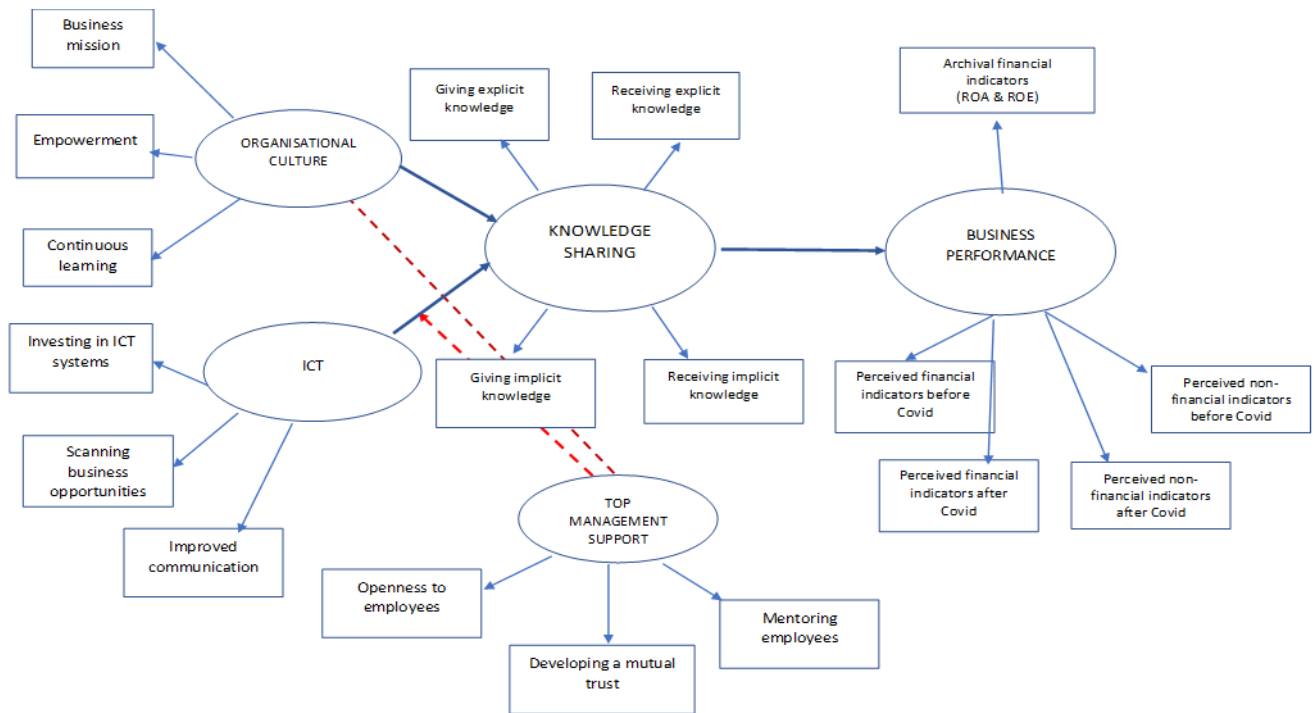 Business
mission
Archival financial
indicators
(ROA & ROE)
Giving explicit
knowledge
Receiving explicit
knowledge
Empowerment
ORGANISATIONAL
CULTURE
KNOWLEDGE
SHARING
BUSINESS
PERFORMANCE
Continuous
learning
Investing in ICT
systems
ICT
Giving implicit
knowledge
Receiving implicit
knowledge
Perceived financial
indicators before
Covid
Perceived non-
financial indicators
before Covid
Scanning
business
opportunities
Perceived financial
indicators after
Covid
Perceived non-
financial indicators
after Covid
TOP
MANAGEMENT
SUPPORT
Improved
communication
Openness to
employees
Mentoring
employees
Developing a mutual
trust